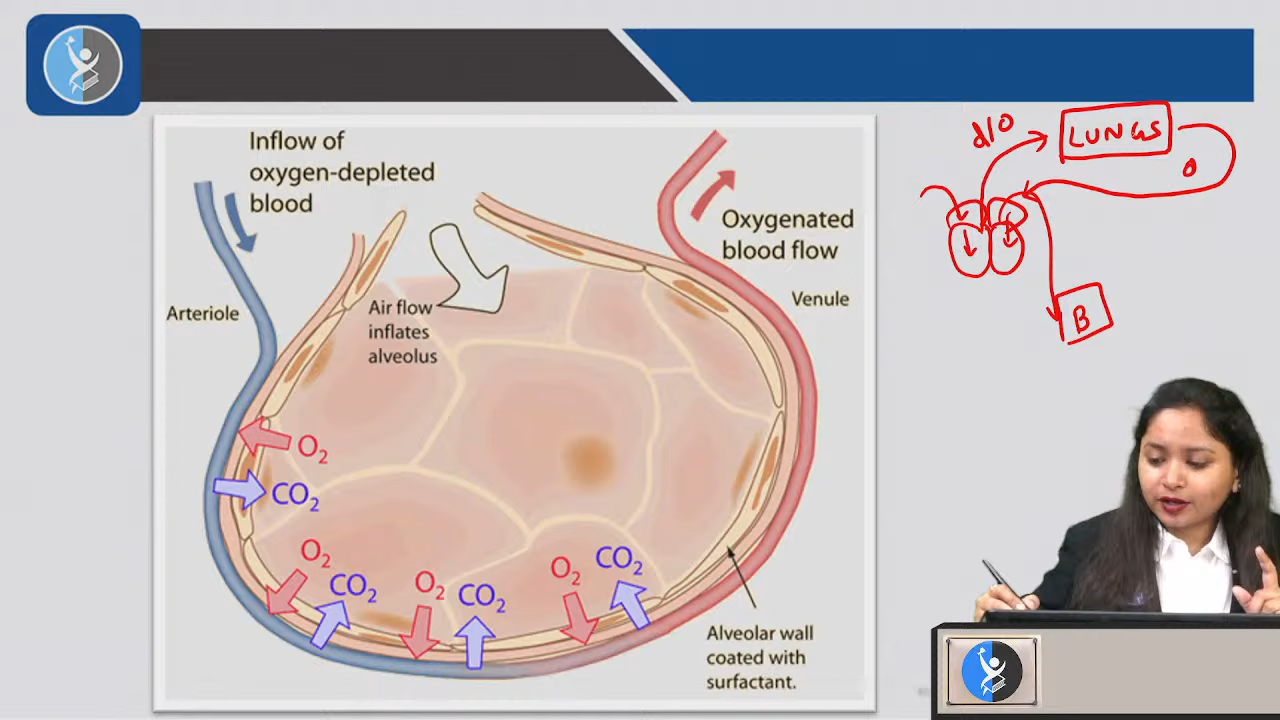 Inflow of
oxygen-depleted
blood
Oxygenated
blood flow
Arteriole
Air flow
inflates
alveolus
Venule
O2
CO2
O2
CO2
O2
CO2
O2
CO2
Alveolar wall
coated with
surfactant.
d/O
LUNGS
O
B